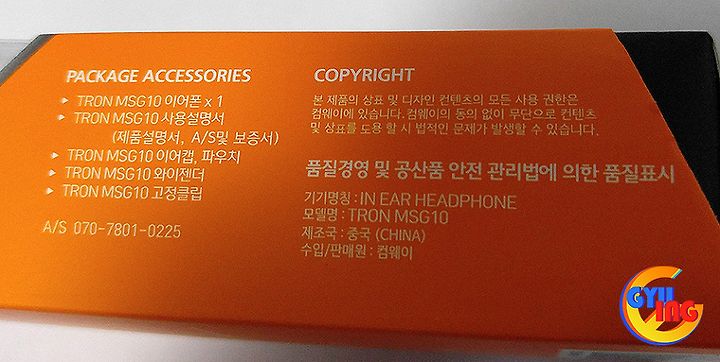 PACKAGE ACCESSORIES
▸ TRON MSG10 이어폰 x 1
▸ TRON MSG10 사용설명서
(제품설명서, A/S및 보증서)
▸ TRON MSG10 이어캡, 파우치
▸ TRON MSG10 와이젠더
▸ TRON MSG10 고정클립
A/S 070-7801-0225
COPYRIGHT
본 제품의 상표 및 디자인 컨텐츠의 모든 사용 권한은
컴웨이에 있습니다. 컴웨이의 동의 없이 무단으로 컨텐츠
및 상표를 도용 할 시 법적인 문제가 발생할 수 있습니다.
품질경영 및 공산품 안전 관리법에 의한 품질표시
기기명칭 : IN EAR HEADPHONE
모델명 : TRON MSG10
제조국 : 중국 (CHINA)
수입/판매원 : 컴웨이
GYU
ING